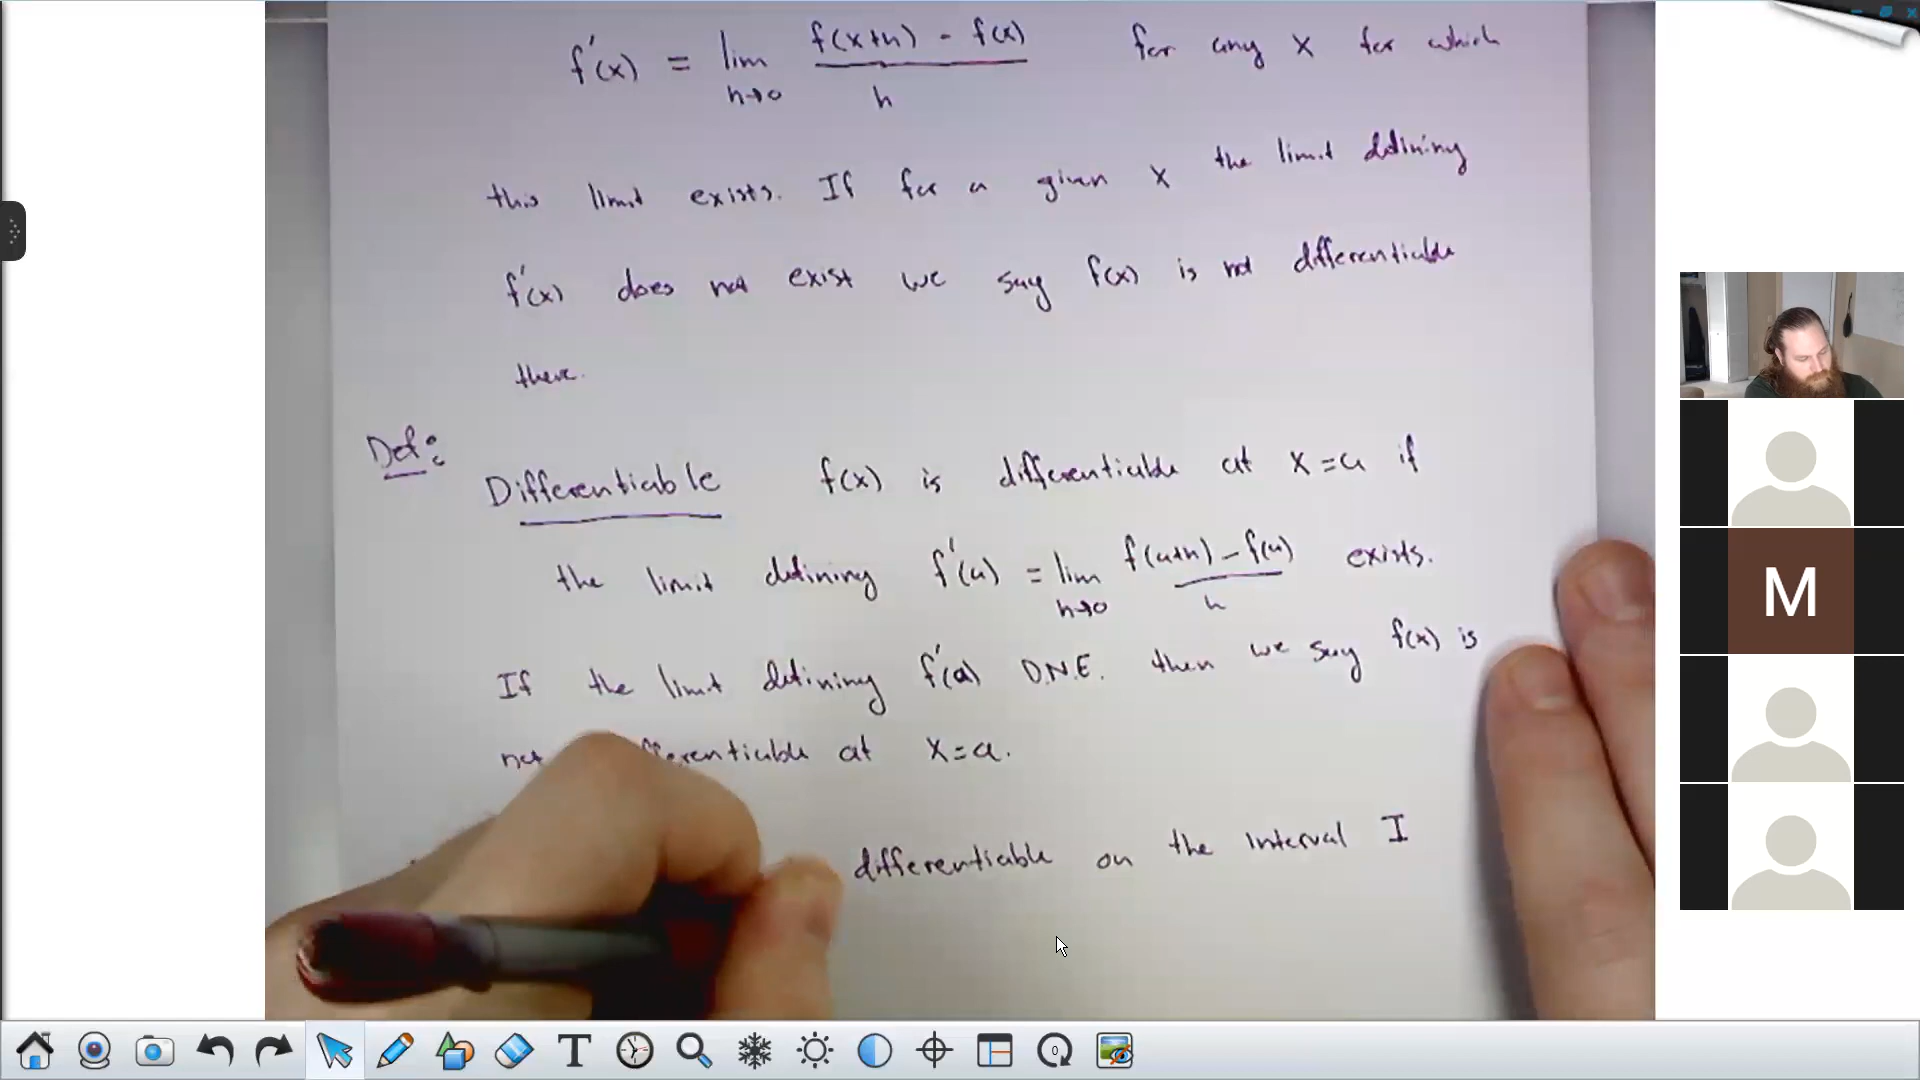 f'(x) = lim h→0 f(x+h) - f(x) / h for any x for which
this limit exists. If for a given x the limit defining
f'(x) does not exist we say f(x) is not differentiable
there.
Def:
Differentiable f(x) is differentiable at x=a if
the limit defining f'(a) = lim h→0 f(a+h) - f(a) / h exists.
If the limit defining f'(a) D.N.E. then we say f(x) is
not at x=a.
differentiable on the interval I
M
T
0